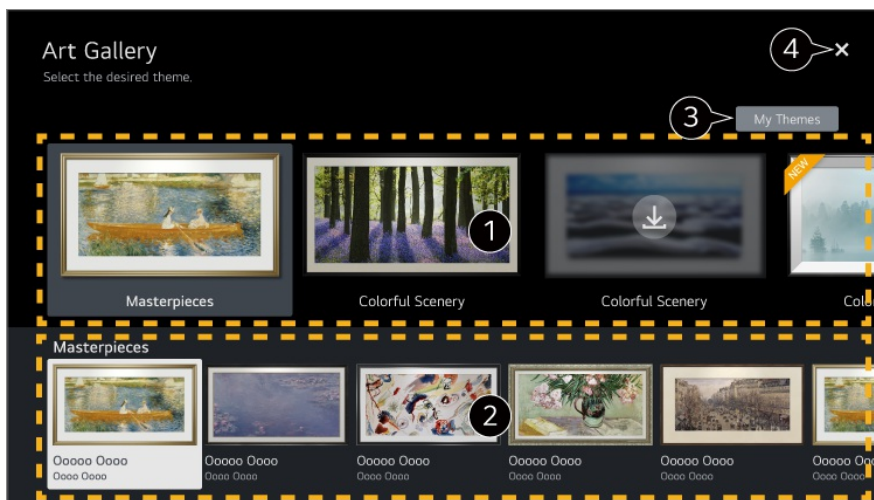 Art Gallery
Select the desired theme.
4
3
My Themes
NEW
1
Masterpieces
Colorful Scenery
Colorful Scenery
Colo
Masterpieces
2
Ooooo Oooo
Ooooo Oooo
Ooooo Oooo
Ooooo Oooo
Ooooo Oooo
Ooooo Oo
Oooo Oooo
Oooo Oooo
Oooo Oooo
Oooo Oooo
Oooo Oooo
Oooo Oooo